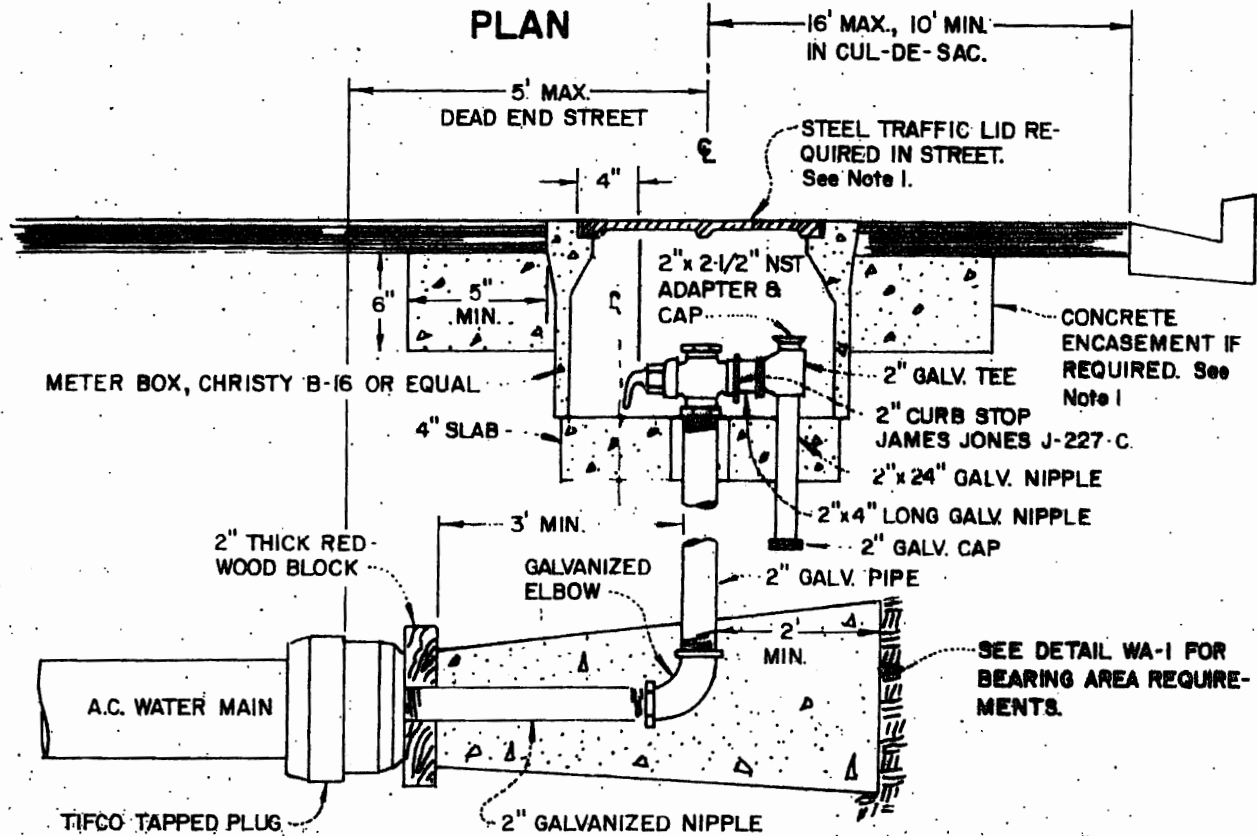 PLAN
16' MAX., 10' MIN.
IN CUL-DE-SAC.
5' MAX.
DEAD END STREET
℄
STEEL TRAFFIC LID RE-
QUIRED IN STREET.
See Note 1.
4"
2" x 2-1/2" NST
ADAPTER &
CAP
6"
5"
MIN.
CONCRETE
ENCASEMENT IF
REQUIRED. See
Note 1
METER BOX, CHRISTY B-16 OR EQUAL
2" GALV. TEE
4" SLAB
2" CURB STOP
JAMES JONES J-227-C.
2" x 24" GALV. NIPPLE
2" x 4" LONG GALV. NIPPLE
3' MIN.
2" THICK RED-
WOOD BLOCK
2" GALV. CAP
GALVANIZED
ELBOW
2" GALV. PIPE
2'
MIN.
SEE DETAIL WA-1 FOR
BEARING AREA REQUIRE-
MENTS.
A.C. WATER MAIN
TIFCO TAPPED PLUG
2" GALVANIZED NIPPLE